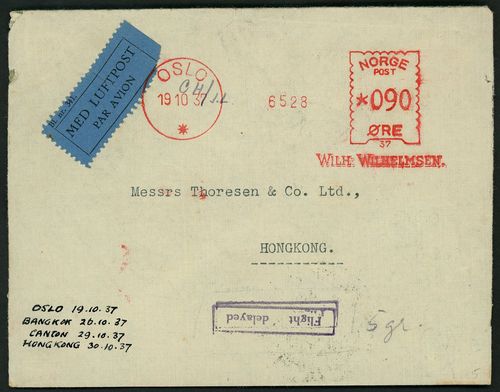 MED LUFTPOST
PAR AVION
OSLO
19 10 37
6528
NORGE
POST
*090
ØRE
37
WILH. WILHELMSEN.
Messrs Thoresen & Co. Ltd.,
HONGKONG.
Flight delayed
5 gr.
OSLO 19.10.37
BANGKOK 26.10.37
CANTON 29.10.37
HONGKONG 30.10.37